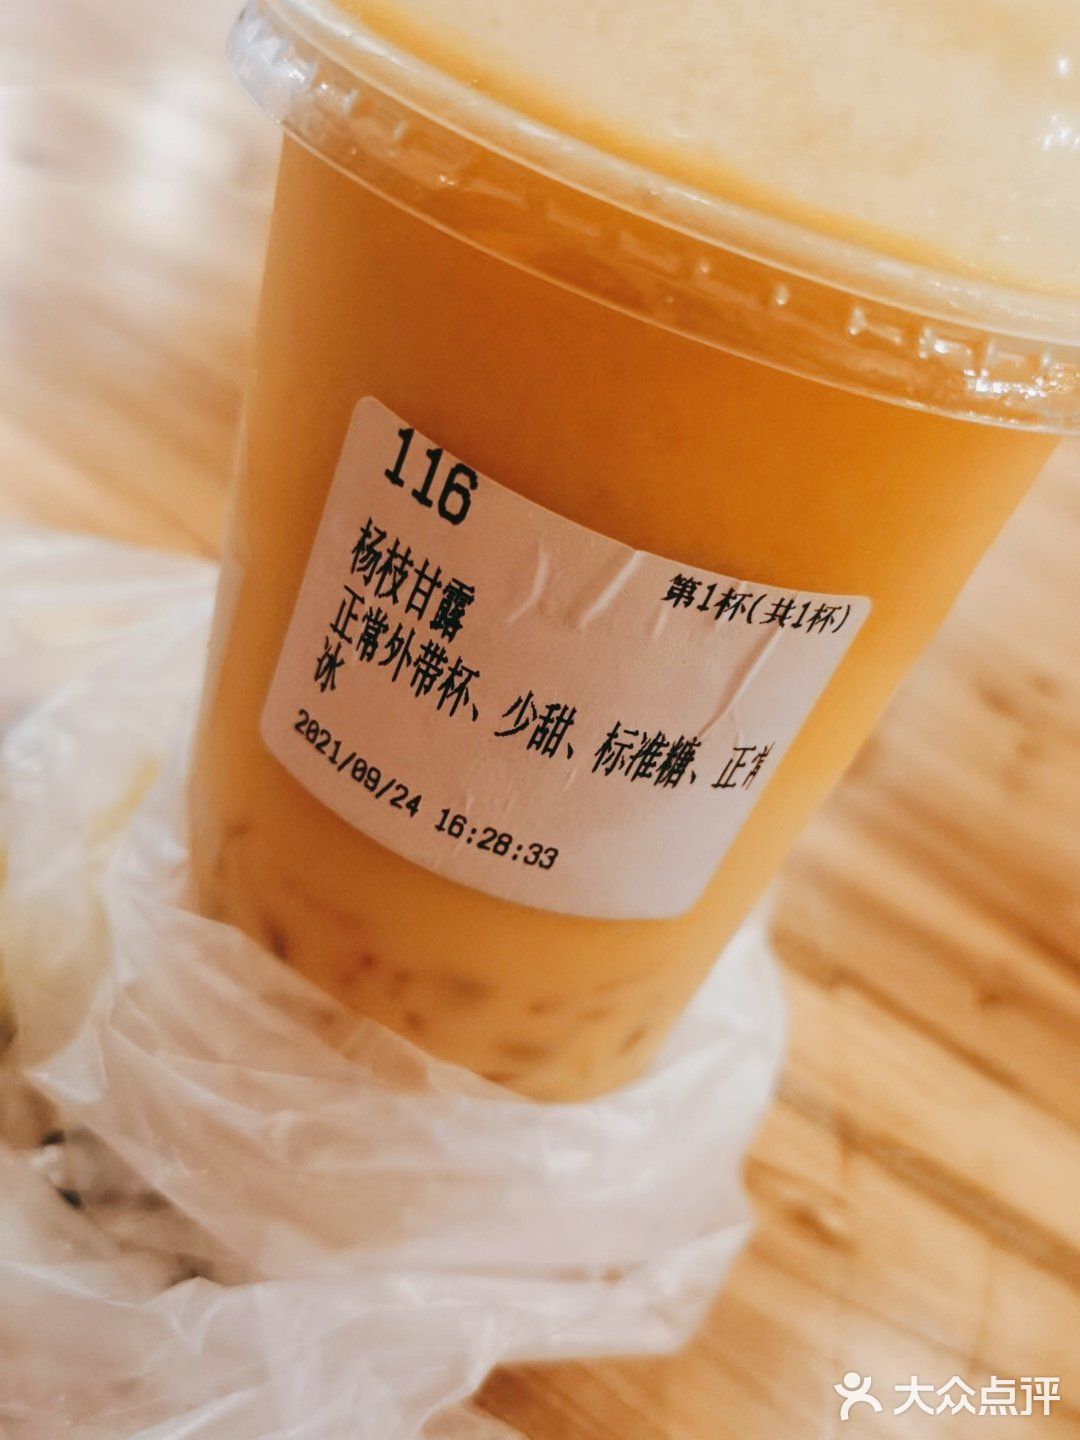 116
第1杯(共1杯)
杨枝甘露
正常外带杯、少甜、标准糖、正常
冰
2021/09/24 16:28:33
大众点评